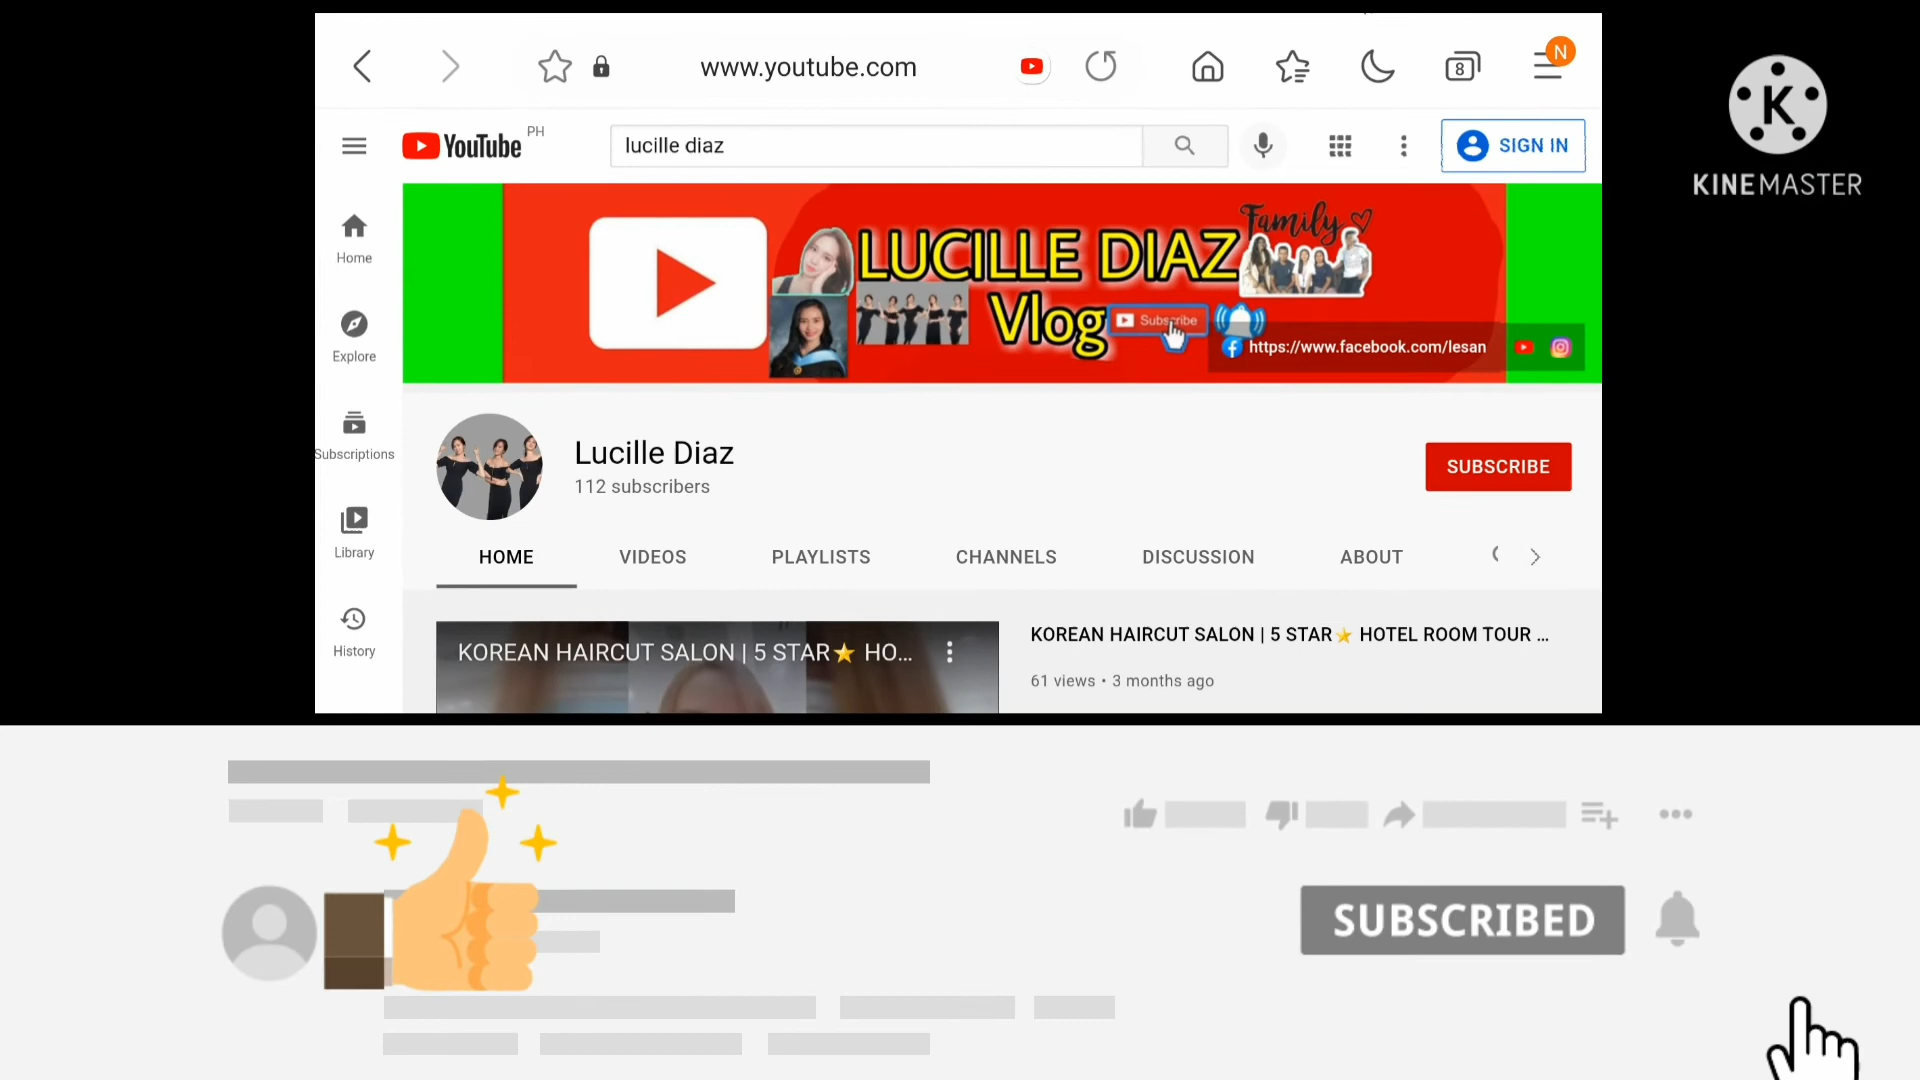 www.youtube.com
8
N
YouTube PH
lucille diaz
SIGN IN
K
KINEMASTER
Home
Explore
Subscriptions
Library
History
LUCILLE DIAZ
Vlog
Family
Subscribe
https://www.facebook.com/lesan
Lucille Diaz
112 subscribers
SUBSCRIBE
HOME VIDEOS PLAYLISTS CHANNELS DISCUSSION ABOUT
KOREAN HAIRCUT SALON | 5 STAR⭐ HO...
KOREAN HAIRCUT SALON | 5 STAR⭐ HOTEL ROOM TOUR ...
61 views • 3 months ago
SUBSCRIBED